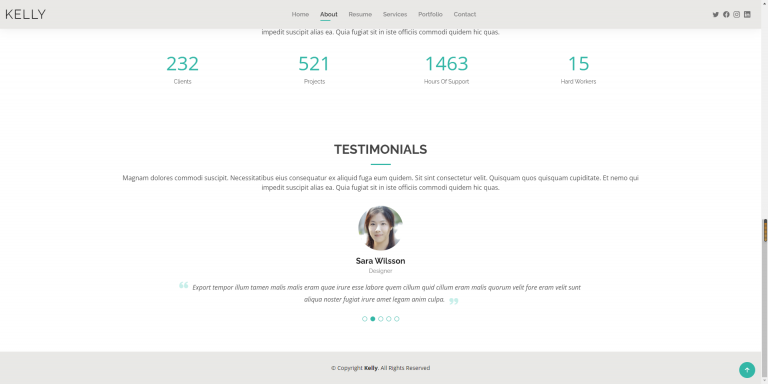 KELLY
Home About Resume Services Portfolio Contact
impedit suscipit alias ea. Quia fugiat sit in iste officiis commodi quidem hic quas.
232 521 1463 15
Clients Projects Hours Of Support Hard Workers
TESTIMONIALS
Magnam dolores commodi suscipit. Necessitatibus eius consequatur ex aliquid fuga eum quidem. Sit sint consectetur velit. Quisquam quos quisquam cupiditate. Et nemo qui
impedit suscipit alias ea. Quia fugiat sit in iste officiis commodi quidem hic quas.
Sara Wilsson
Designer
Export tempor illum tamen malis malis eram quae irure esse labore quem cillum quid cillum eram malis quorum velit fore eram velit sunt
aliqua noster fugiat irure amet legam anim culpa.
© Copyright Kelly. All Rights Reserved